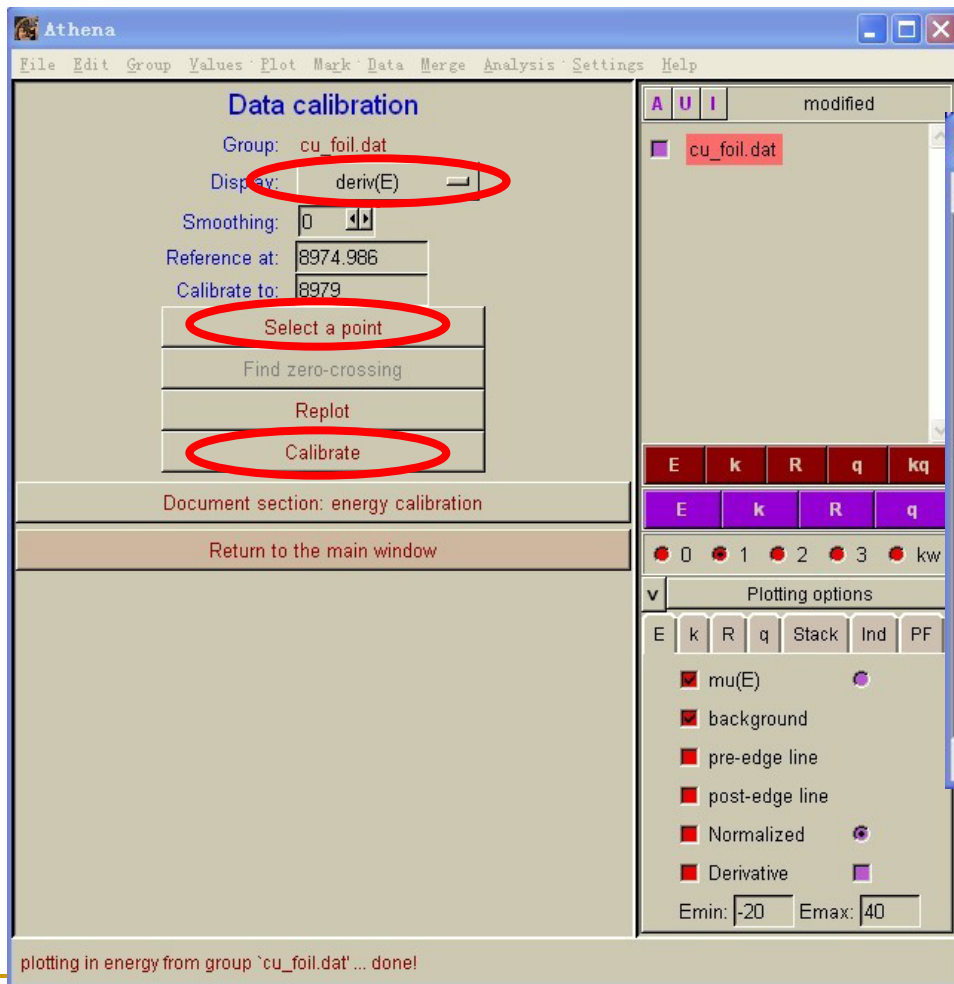 Athena
File Edit Group Values Plot Mark Data Merge Analysis Settings Help
Data calibration
Group: cu_foil.dat
Display: deriv(E)
Smoothing: 0
Reference at: 8974.986
Calibrate to: 8979
Select a point
Find zero-crossing
Replot
Calibrate
Document section: energy calibration
Return to the main window
A U I modified
cu_foil.dat
E k R q kq
E k R q
0 1 2 3 kw
v Plotting options
E k R q Stack Ind PF
mu(E)
background
pre-edge line
post-edge line
Normalized
Derivative
Emin: -20 Emax: 40
plotting in energy from group `cu_foil.dat' ... done!